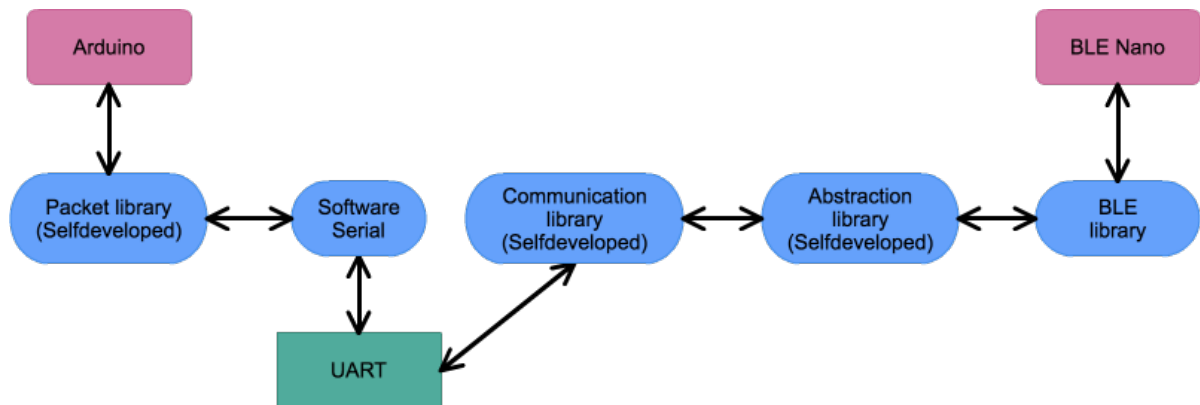 Arduino
BLE Nano
Packet library
(Selfdeveloped)
Software
Serial
Communication
library
(Selfdeveloped)
Abstraction
library
(Selfdeveloped)
BLE
library
UART